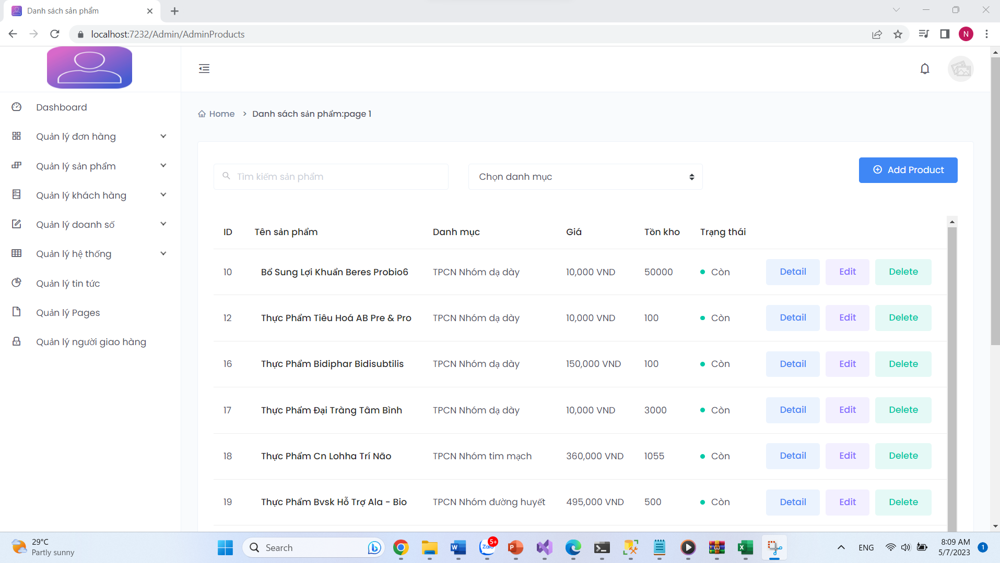 Danh sách sản phẩm
localhost:7232/Admin/AdminProducts
N
Dashboard
Quản lý đơn hàng
Quản lý sản phẩm
Quản lý khách hàng
Quản lý doanh số
Quản lý hệ thống
Quản lý tin tức
Quản lý Pages
Quản lý người giao hàng
Home > Danh sách sản phẩm:page 1
Tìm kiếm sản phẩm
Chọn danh mục
Add Product
ID Tên sản phẩm Danh mục Giá Tồn kho Trạng thái
10 Bổ Sung Lợi Khuẩn Beres Probio6 TPCN Nhóm dạ dày 10,000 VND 50000 Còn Detail Edit Delete
12 Thực Phẩm Tiêu Hoá AB Pre & Pro TPCN Nhóm dạ dày 10,000 VND 100 Còn Detail Edit Delete
16 Thực Phẩm Bidiphar Bidisubtilis TPCN Nhóm dạ dày 150,000 VND 100 Còn Detail Edit Delete
17 Thực Phẩm Đại Tràng Tâm Bình TPCN Nhóm dạ dày 10,000 VND 3000 Còn Detail Edit Delete
18 Thực Phẩm Cn Lohha Trí Não TPCN Nhóm tim mạch 360,000 VND 1055 Còn Detail Edit Delete
19 Thực Phẩm Bvsk Hỗ Trợ Ala - Bio TPCN Nhóm đường huyết 495,000 VND 500 Còn Detail Edit Delete
29°C
Partly sunny
Search
Zalo
5+
ENG
8:09 AM
5/7/2023
1